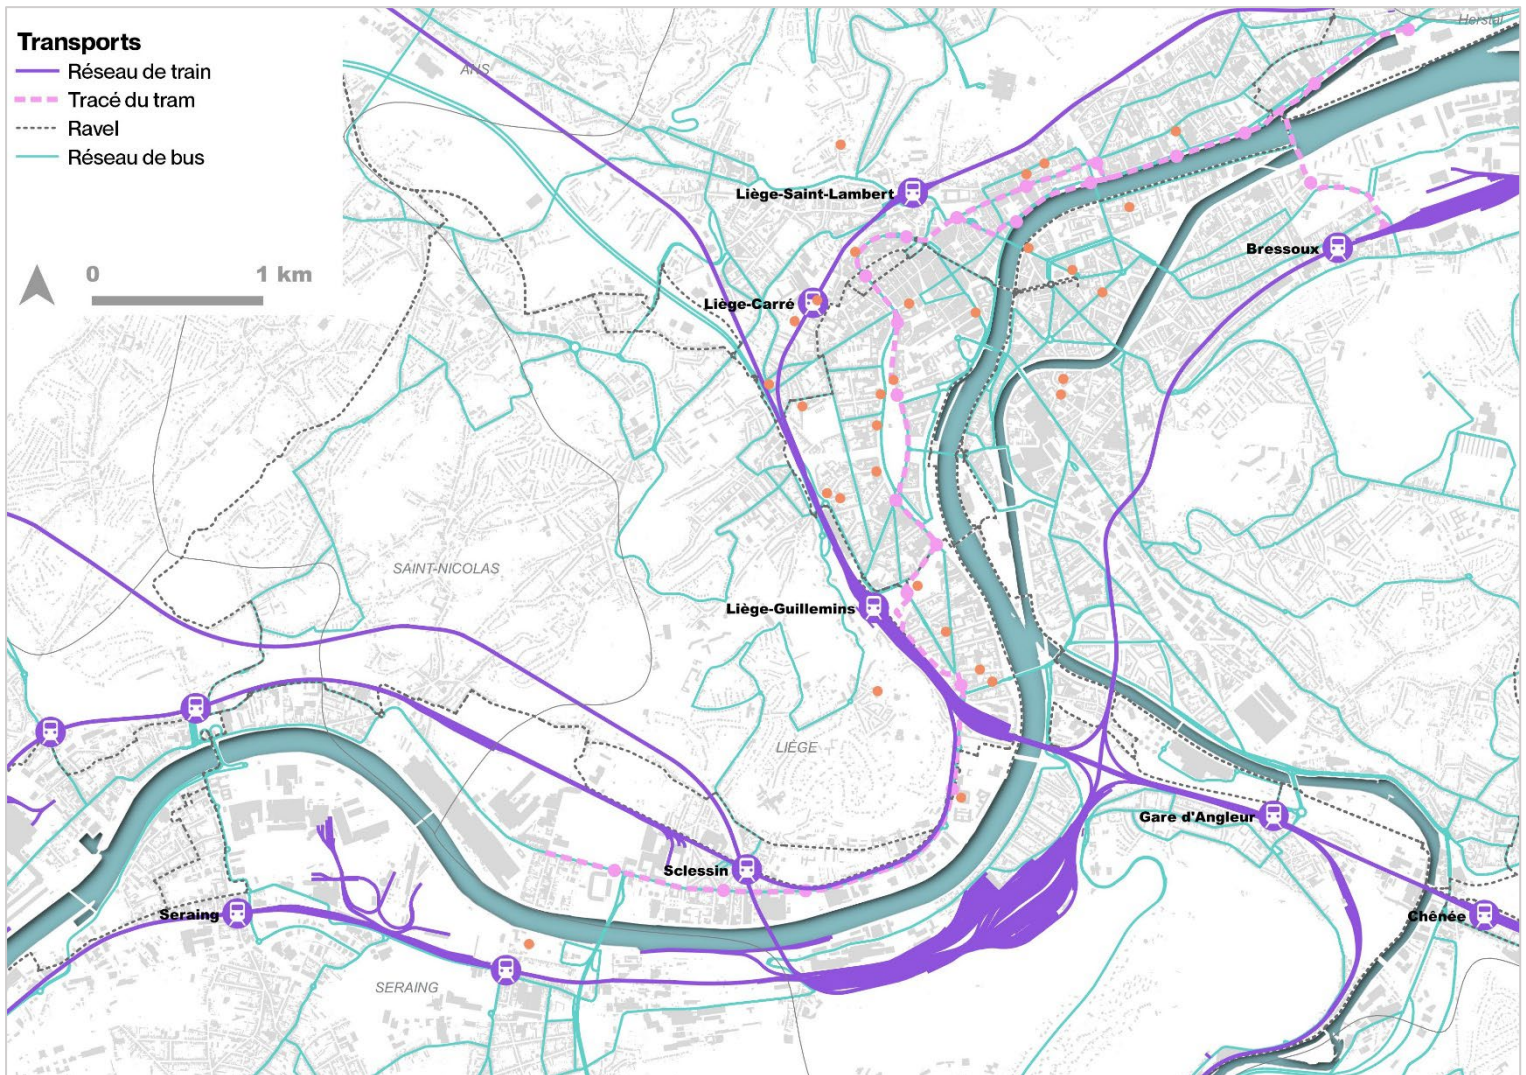 Transports
Réseau de train
Tracé du tram
Ravel
Réseau de bus
0 1 km
Herstal
ANS
Liège-Saint-Lambert
Bressoux
Liège-Carré
SAINT-NICOLAS
Liège-Guillemins
LIÈGE
Gare d'Angleur
Sclessin
Seraing
Chênée
SERAING